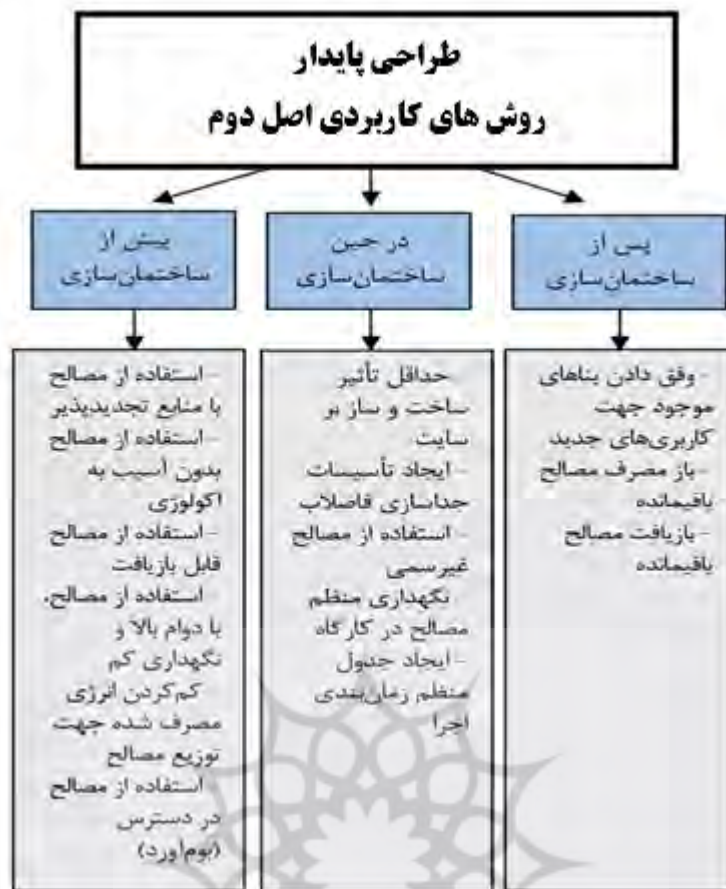 طراحی پایدار
روش های کاربردی اصل دوم
پس از
ساختمان‌سازی
- وفق دادن بناهای
موجود جهت
کاربری‌های جدید
- باز مصرف مصالح
باقیمانده
- بازیافت مصالح
باقیمانده
در حین
ساختمان‌سازی
-حداقل تأثیر
ساخت و ساز بر
سایت
- ایجاد تأسیسات
جداسازی فاضلاب
- استفاده از مصالح
غیرسمی
- نگهداری منظم
مصالح در کارگاه
- ایجاد جدول
منظم زمان‌بندی
اجرا
پیش از
ساختمان‌سازی
- استفاده از مصالح
با منابع تجدیدپذیر
- استفاده از مصالح
بدون آسیب به
اکولوژی
- استفاده از مصالح
قابل بازیافت
- استفاده از مصالح،
با دوام بالا و
نگهداری کم
- کم‌کردن انرژی
مصرف شده جهت
توزیع مصالح
- استفاده از مصالح
در دسترس
(بوم‌آورد)